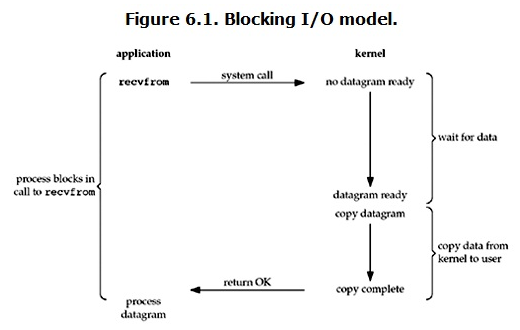 Figure 6.1. Blocking I/O model.
application
kernel
recvfrom
system call
no datagram ready
wait for data
process blocks in
call to recvfrom
datagram ready
copy datagram
copy data from
kernel to user
return OK
copy complete
process
datagram